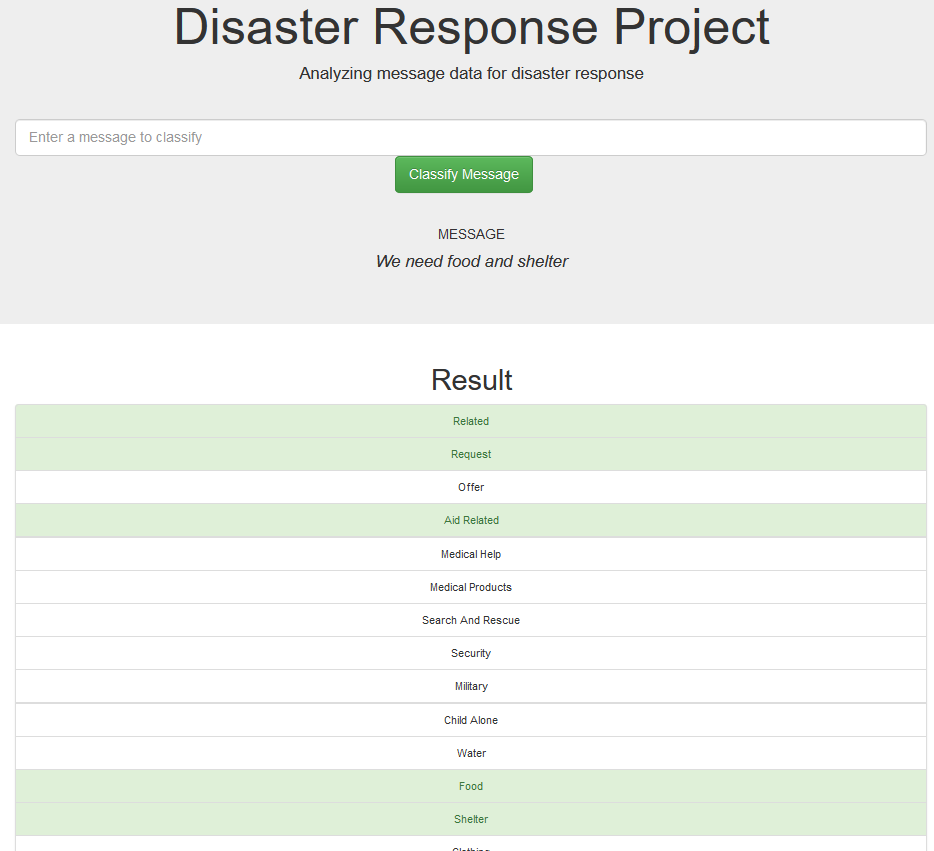 Disaster Response Project
Analyzing message data for disaster response
Enter a message to classify
Classify Message
MESSAGE
We need food and shelter
Result
Related
Request
Offer
Aid Related
Medical Help
Medical Products
Search And Rescue
Security
Military
Child Alone
Water
Food
Shelter
Clothing